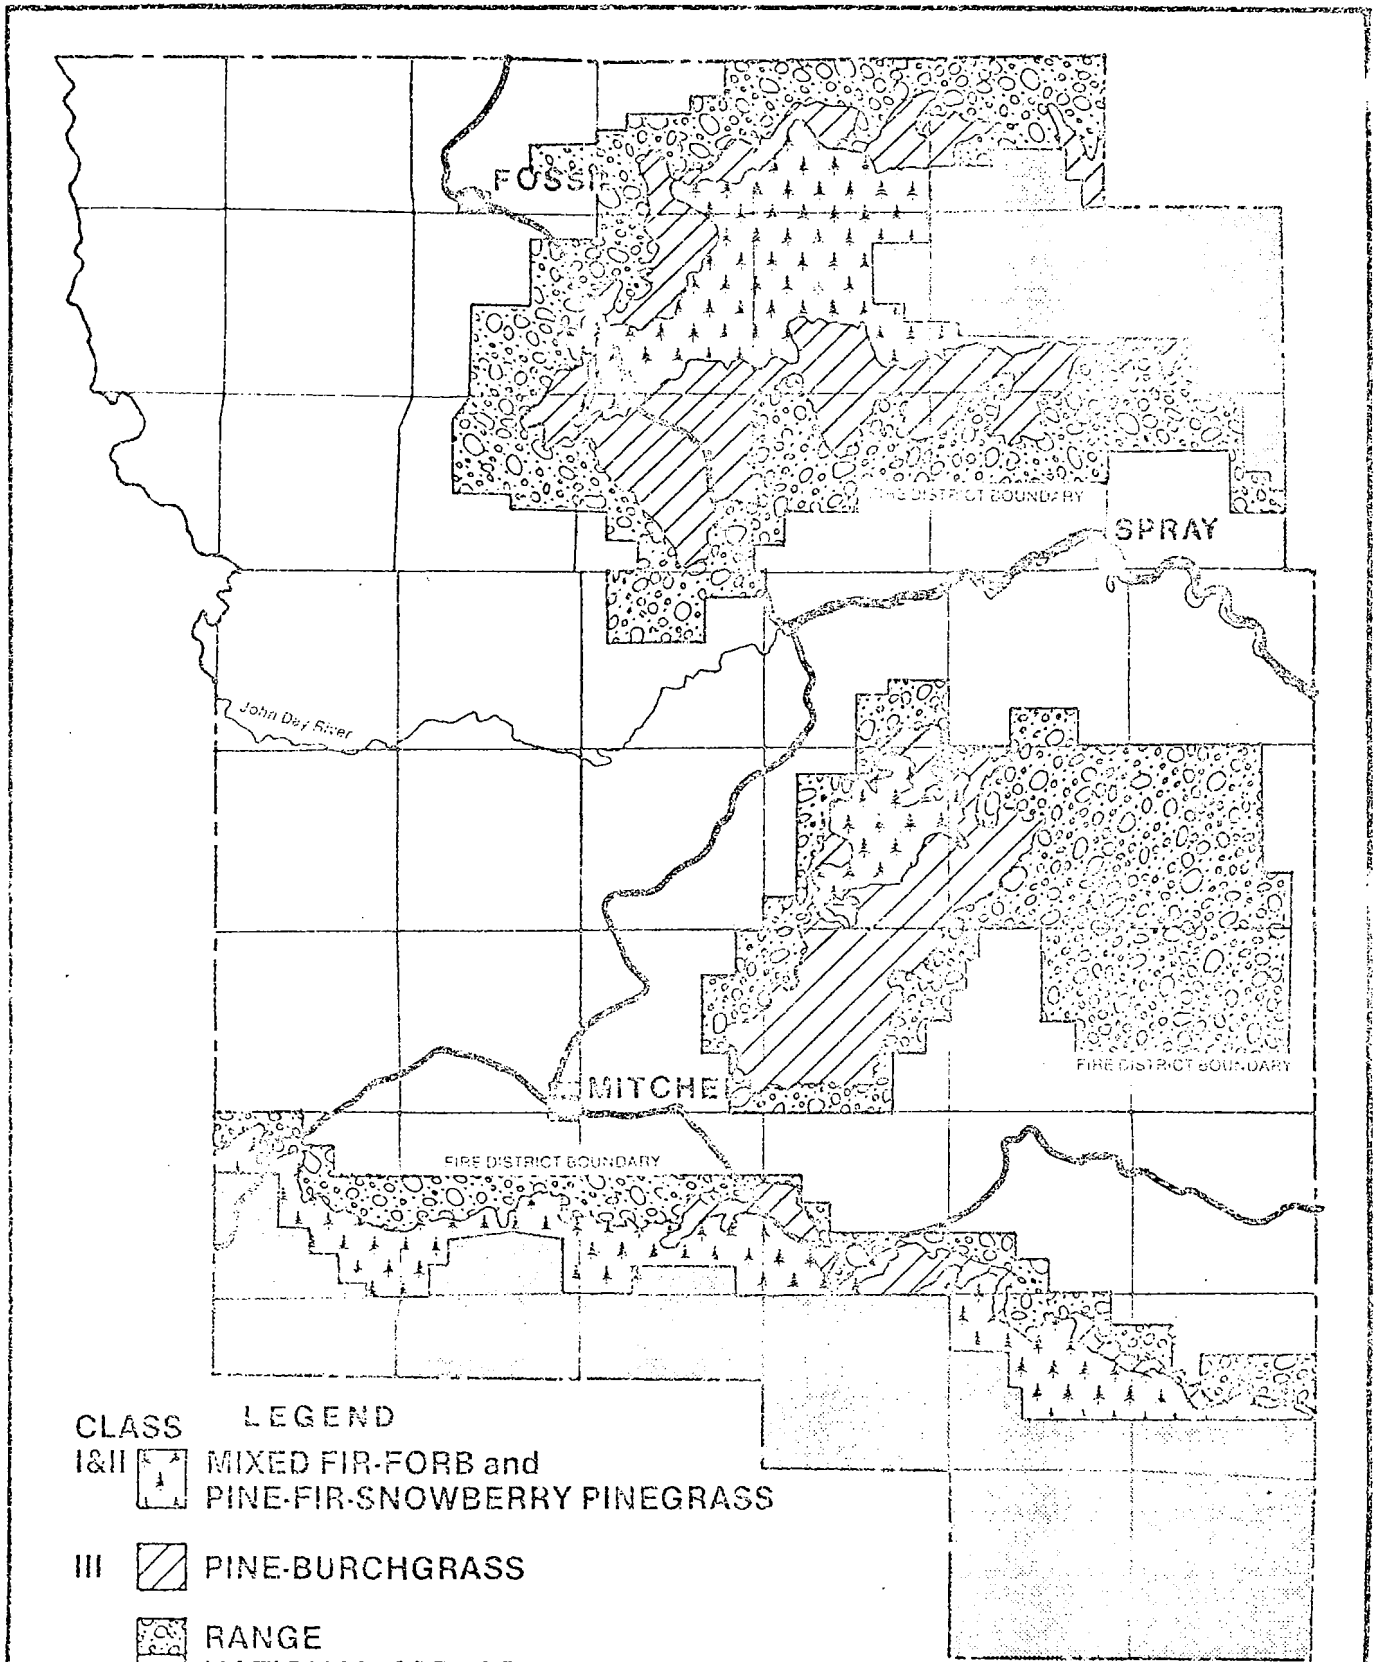 FOSSI
FIRE DISTRICT BOUNDARY
SPRAY
John Day River
FIRE DISTRICT BOUNDARY
MITCHE
FIRE DISTRICT BOUNDARY
LEGEND
CLASS
I&II MIXED FIR-FORB and
PINE-FIR-SNOWBERRY PINEGRASS
III PINE-BURCHGRASS
RANGE